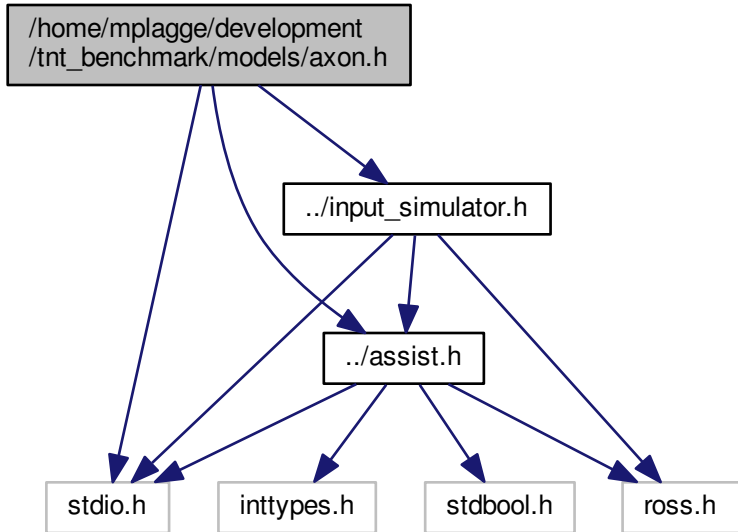 /home/mplagge/development
/tnt_benchmark/models/axon.h
../input_simulator.h
../assist.h
stdio.h
inttypes.h
stdbool.h
ross.h